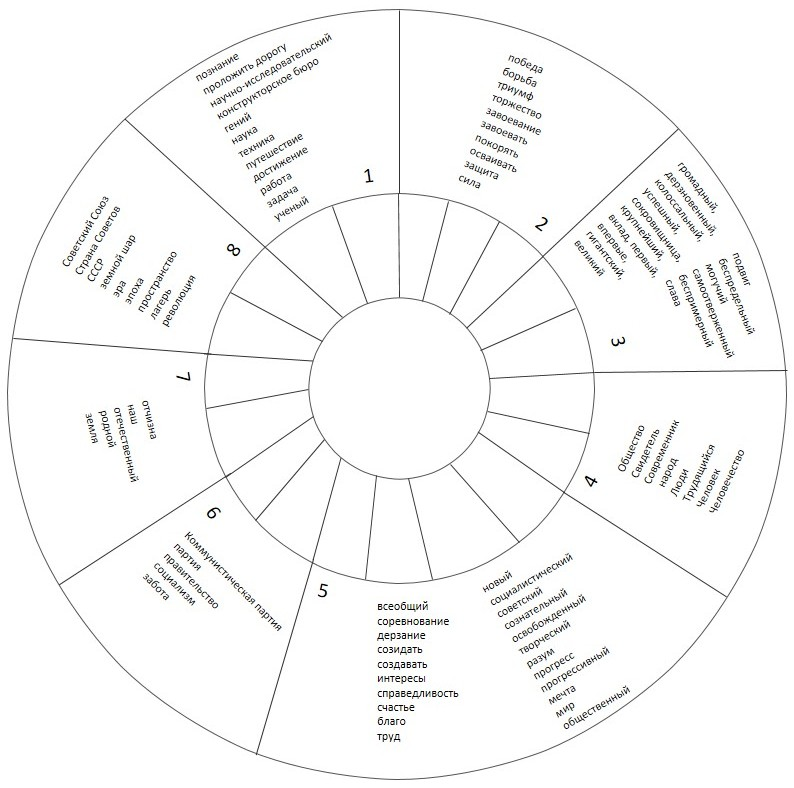 1
познание
проложить дорогу
научно-исследовательский
конструкторское бюро
гений
наука
техника
путешествие
достижение
работа
задача
ученый
2
победа
борьба
триумф
торжество
завоевание
завоевать
покорять
осваивать
защита
сила
3
громадный,
дерзновенный,
колоссальный,
успешный,
сокровищница,
крупнейший,
вклад, первый,
впервые,
гигантский,
великий
подвиг
беспредельный
могучий
самоотверженный
беспримерный
слава
4
Общество
Свидетель
Современник
народ
Люди
Трудящийся
Человек
Человечество
5
новый
социалистический
советский
сознательный
освобожденный
творческий
разум
прогресс
прогрессивный
мечта
мир
общественный
всеобщий
соревнование
дерзание
созидать
создавать
интересы
справедливость
счастье
благо
труд
6
Коммунистическая партия
партия
правительство
социализм
забота
7
отчизна
наш
отечественный
родной
земля
8
Советский Союз
Страна Советов
СССР
земной шар
эра
эпоха
пространство
лагерь
революция